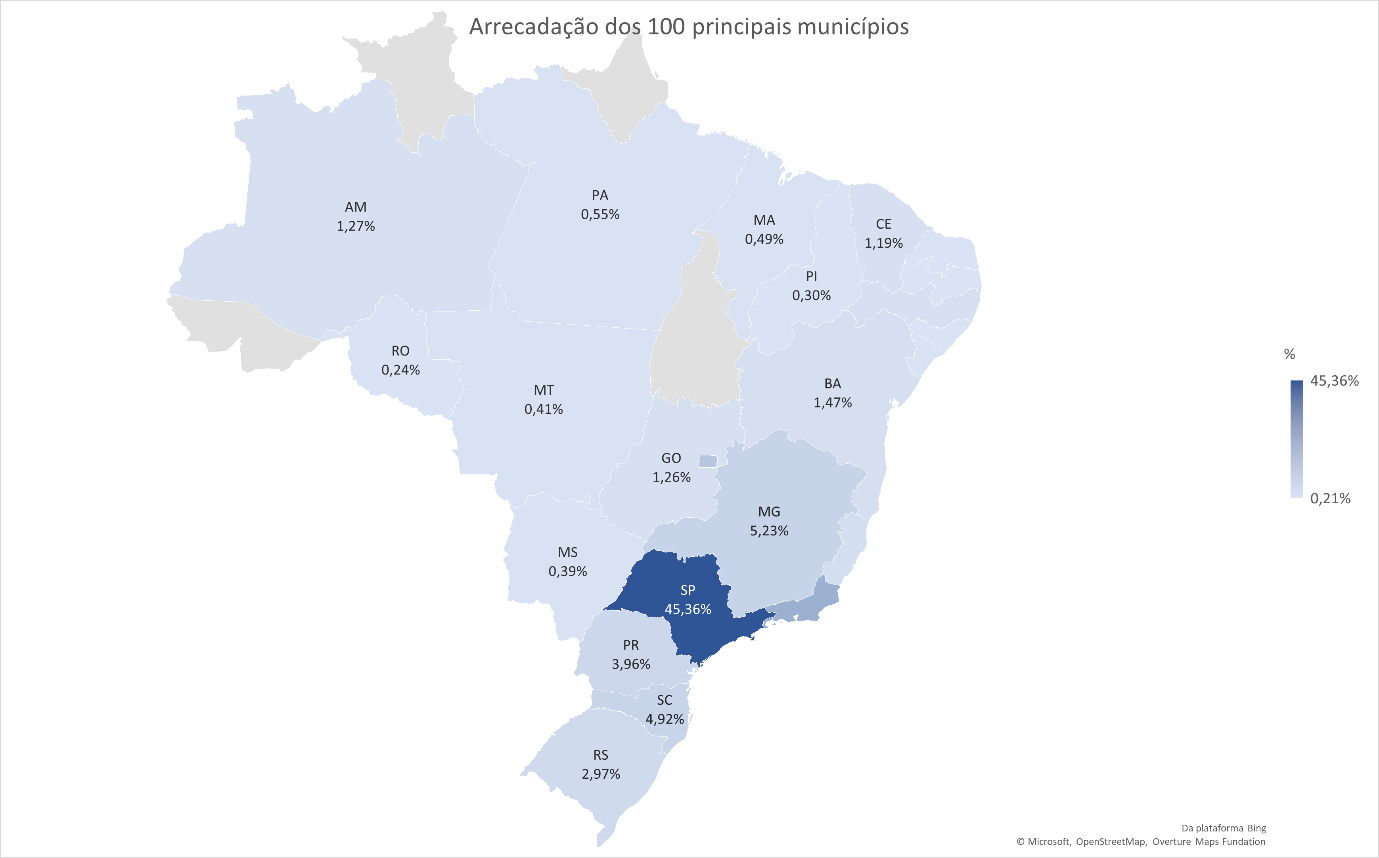 Arrecadação dos 100 principais municípios
AM
1,27%
PA
0,55%
MA
0,49%
CE
1,19%
PI
0,30%
RO
0,24%
MT
0,41%
BA
1,47%
GO
1,26%
MG
5,23%
MS
0,39%
SP
45,36%
PR
3,96%
SC
4,92%
RS
2,97%
%
45,36%
0,21%
Da plataforma Bing
© Microsoft, OpenStreetMap, Overture Maps Fundation